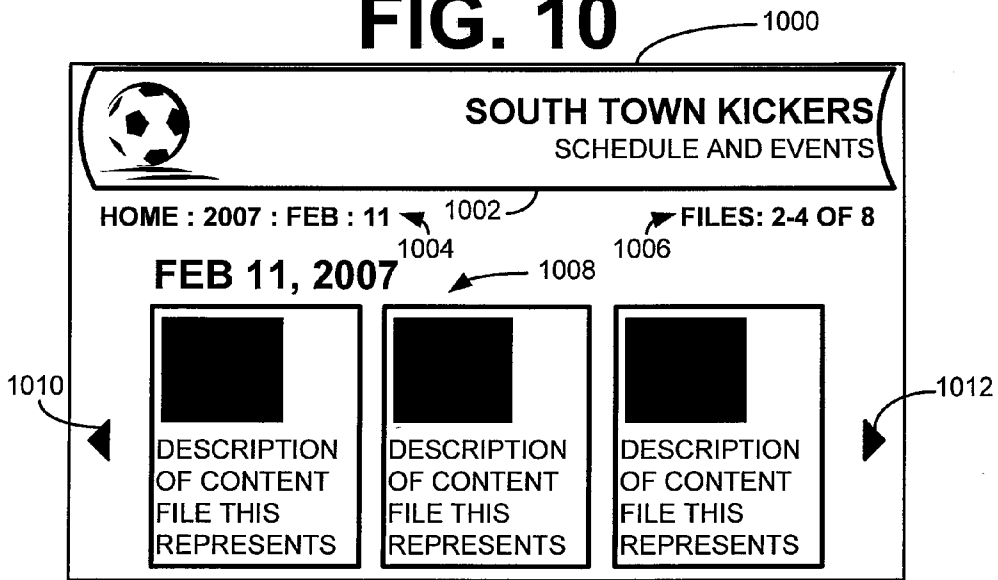 FIG. 10
1000
SOUTH TOWN KICKERS
SCHEDULE AND EVENTS
HOME : 2007 : FEB : 11
1002
FILES: 2-4 OF 8
1004
1006
FEB 11, 2007
1008
1010
1012
DESCRIPTION
OF CONTENT
FILE THIS
REPRESENTS
DESCRIPTION
OF CONTENT
FILE THIS
REPRESENTS
DESCRIPTION
OF CONTENT
FILE THIS
REPRESENTS